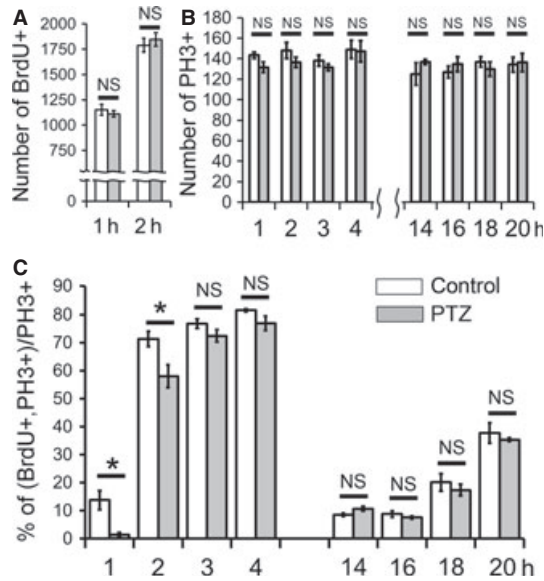 A
Number of BrdU+
2000
1750
1500
1250
1000
750
0
NS
NS
1 h
2 h
B
Number of PH3+
180
160
140
120
100
80
60
40
20
0
NS NS NS NS NS NS NS NS
1 2 3 4 14 16 18 20 h
C
% of (BrdU+,PH3+)/PH3+
90
80
70
60
50
40
30
20
10
0
*
*
NS
NS
NS
NS
NS
NS
Control
PTZ
1 2 3 4 14 16 18 20 h